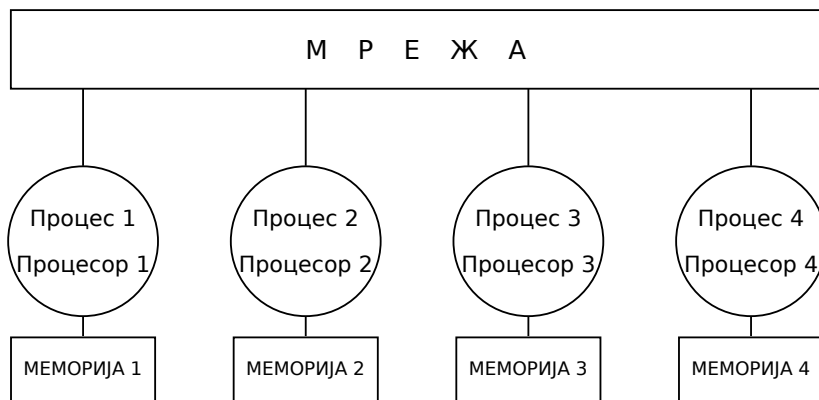 М Р Е Ж А
Процес 1
Процесор 1
Процес 2
Процесор 2
Процес 3
Процесор 3
Процес 4
Процесор 4
МЕМОРИЈА 1
МЕМОРИЈА 2
МЕМОРИЈА 3
МЕМОРИЈА 4